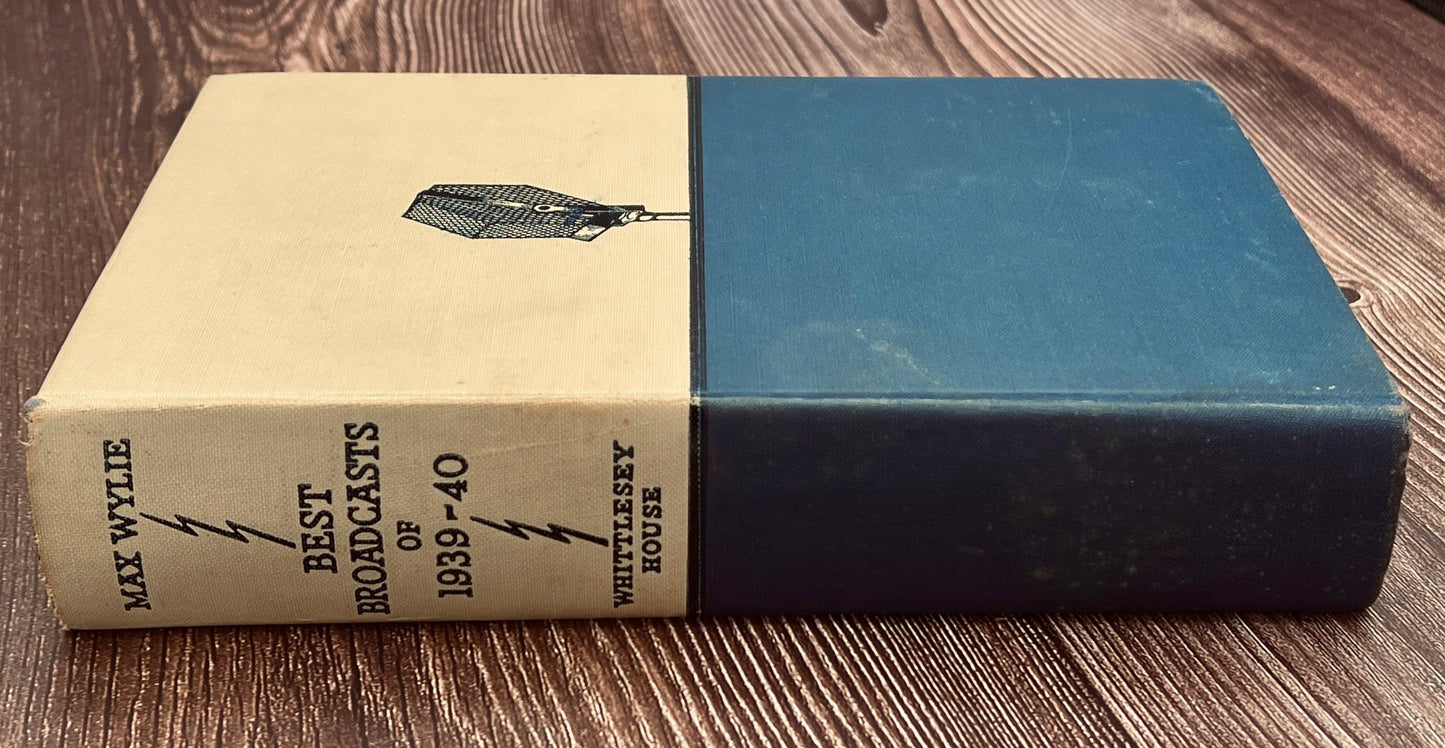 MAX WYLIE
BEST
BROADCASTS
OF
1939-40
WHITTLESEY
HOUSE